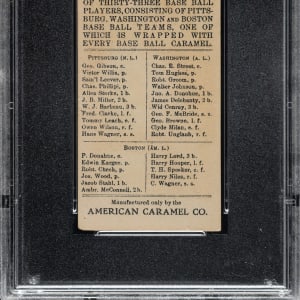 OF THIRTY-THREE BASE BALL
PLAYERS, CONSISTING OF PITTS-
BURG, WASHINGTON and BOSTON
BASE BALL TEAMS, ONE OF
WHICH IS WRAPPED WITH
EVERY BASE BALL CARAMEL.
PITTSBURG (N. L.)
Geo. Gibson, c.
Victor Willis, p.
Sam'l Leever, p.
Chas. Phillipi, p.
Allen Storke, 1 b.
J. B. Miller, 2 b.
W. J. Barbeau, 3 b.
Fred. Clarke, l. f.
Tommy Leach, c. f.
Owen Wilson, r. f.
Hans Wagner, s. s.
WASHINGTON (A. L.)
Chas. E. Street, c.
Tom Hughes, p.
Robt. Groom, p.
Walter Johnson, p.
Jno. A. Donohue, 1 b.
James Delehanty, 2 b.
Wid Conroy, 3 b.
Geo. F. McBride, s. s.
Geo. Browne, l. f.
Clyde Milan, c. f.
Robt. Unglaub, r. f.
BOSTON (AM. L.)
P. Donahue, c.
Edwin Karger, p.
Robt. Chech, p.
Jos. Wood, p.
Jacob Stahl, 1 b.
Ambr. McConnell, 2 b.
Harry Lord, 3 b.
Harry Hooper, l. f.
T. H. Speaker, c. f.
Harry Niles, r. f.
C. Wagner, s. s.
Manufactured only by the
AMERICAN CARAMEL CO.